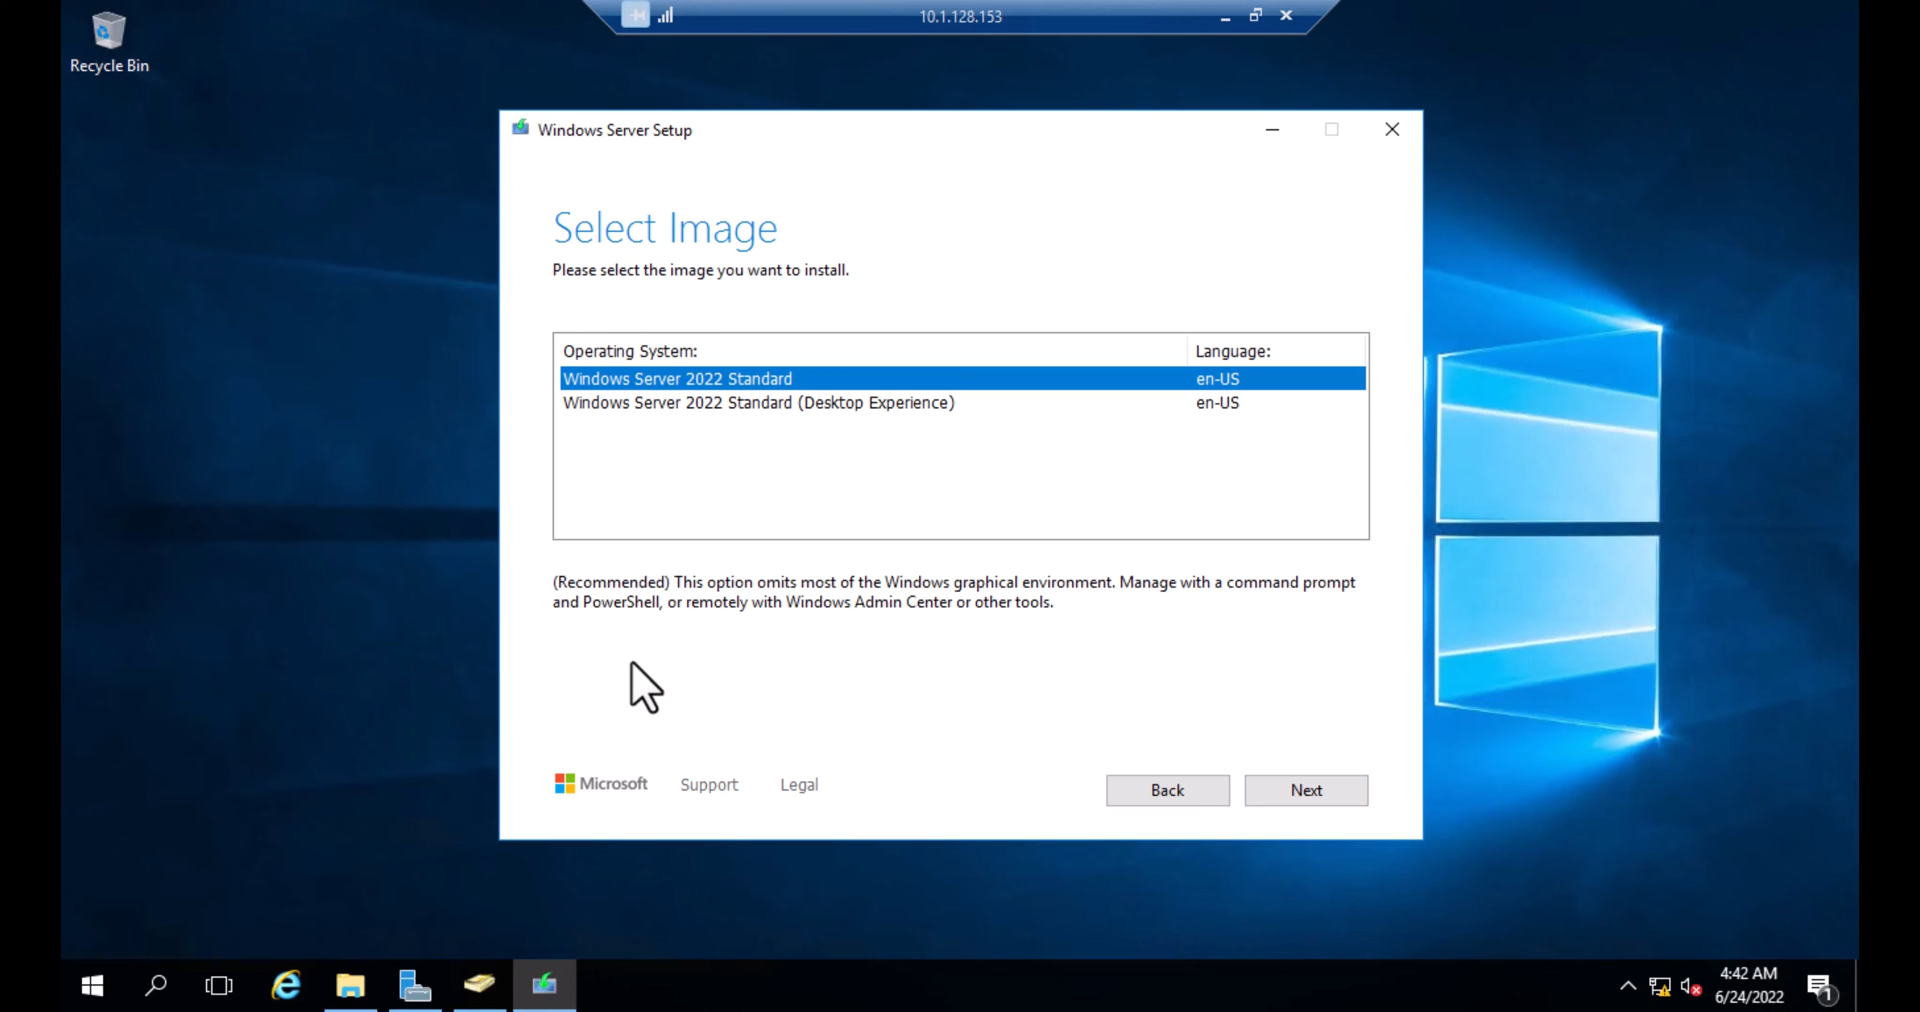 Recycle Bin
10.1.128.153
Windows Server Setup
Select Image
Please select the image you want to install.
Operating System: Language:
Windows Server 2022 Standard en-US
Windows Server 2022 Standard (Desktop Experience) en-US
(Recommended) This option omits most of the Windows graphical environment. Manage with a command prompt
and PowerShell, or remotely with Windows Admin Center or other tools.
Microsoft Support Legal Back Next
4:42 AM
6/24/2022
1